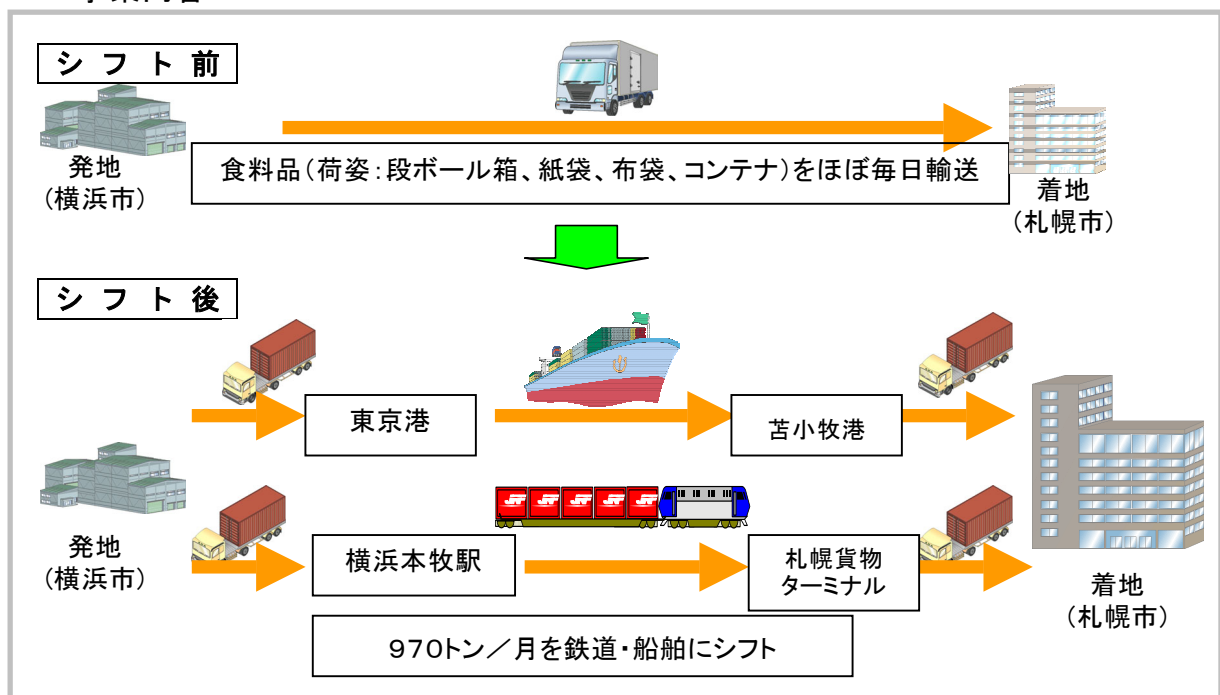 シフト前
発地
(横浜市)
食料品(荷姿:段ボール箱、紙袋、布袋、コンテナ)をほぼ毎日輸送
着地
(札幌市)
シフト後
東京港
苫小牧港
発地
(横浜市)
横浜本牧駅
札幌貨物
ターミナル
着地
(札幌市)
970トン/月を鉄道・船舶にシフト